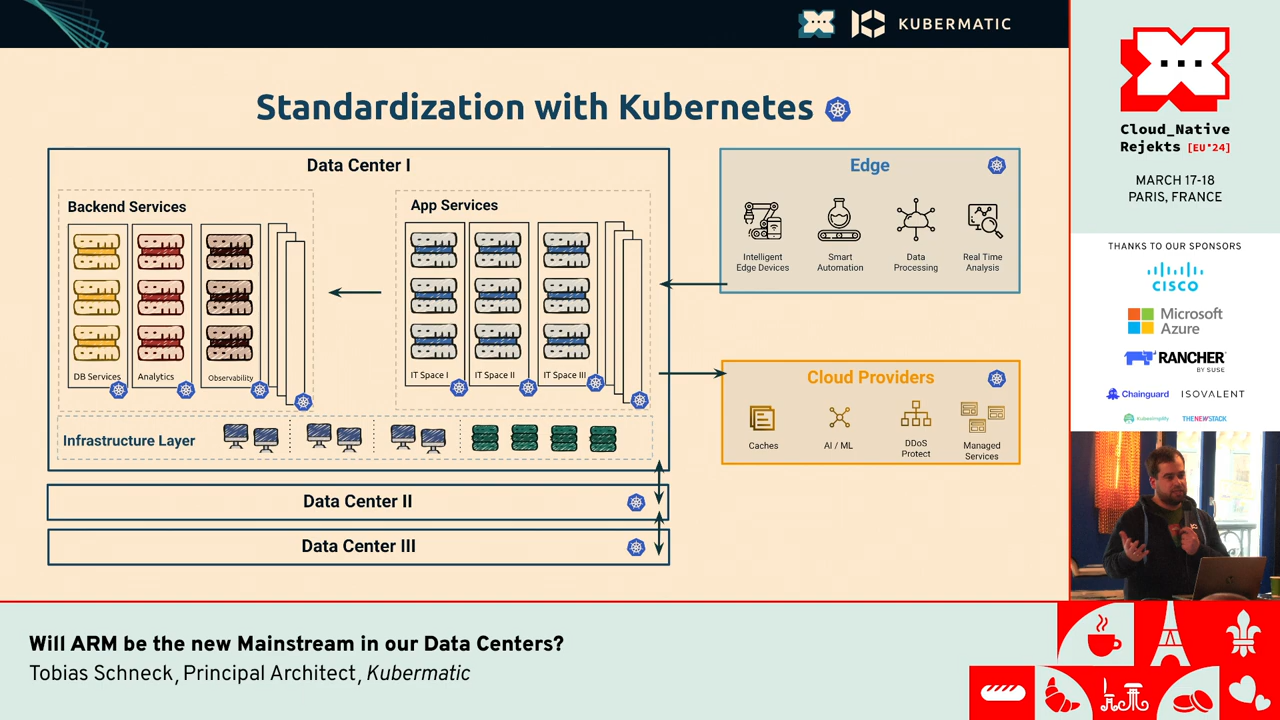 KUBERMATIC
Standardization with Kubernetes
Data Center I
Backend Services
DB Services
Analytics
Observability
App Services
IT Space I
IT Space II
IT Space III
Infrastructure Layer
Data Center II
Data Center III
Edge
Intelligent
Edge Devices
Smart
Automation
Data
Processing
Real Time
Analysis
Cloud Providers
Caches
AI / ML
DDoS
Protect
Managed
Services
Cloud_Native
Rejekts [EU'24]
MARCH 17-18
PARIS, FRANCE
THANKS TO OUR SPONSORS
CISCO
Microsoft
Azure
RANCHER
BY SUSE
Chainguard
ISOVALENT
Kubesimplify
THENEWSTACK
Will ARM be the new Mainstream in our Data Centers?
Tobias Schneck, Principal Architect, Kubermatic